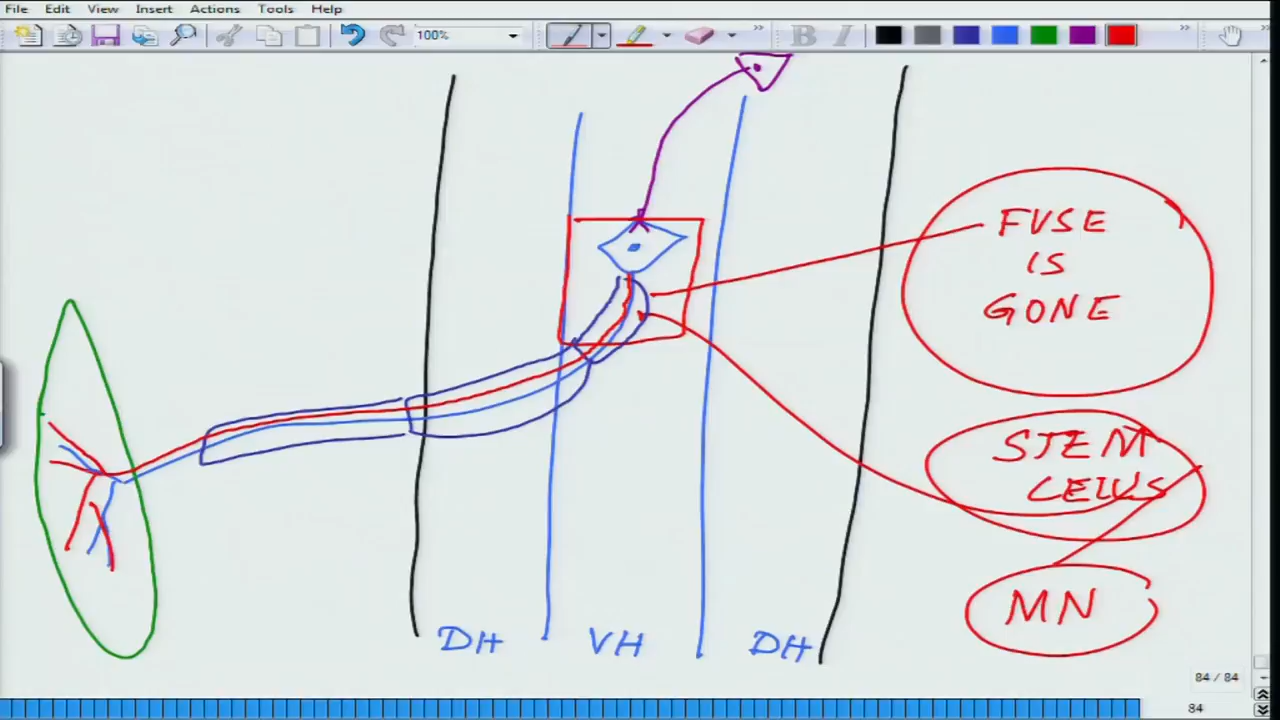 File Edit View Insert Actions Tools Help
100%
B I
FUSE
IS
GONE
STEM
CELLS
MN
DH VH DH
84 / 84
84